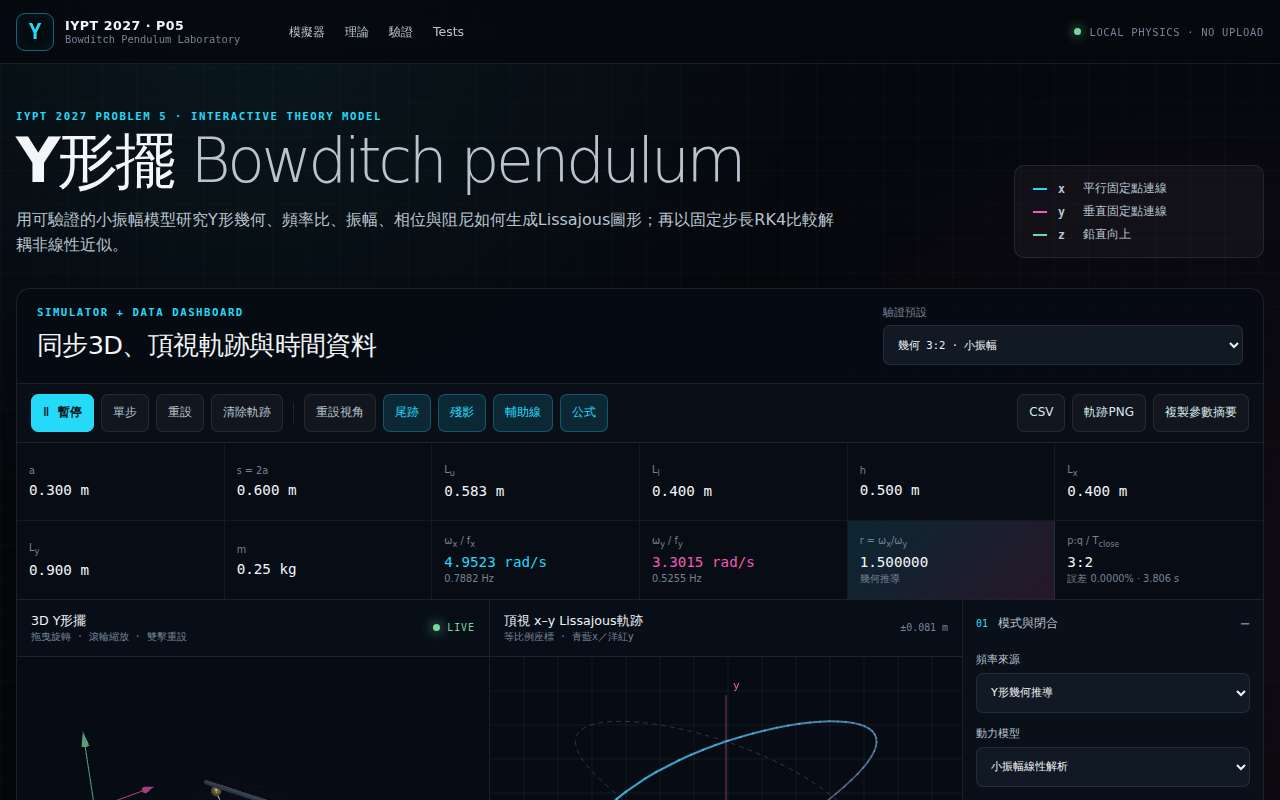 Y
IYPT 2027 · P05
Bowditch Pendulum Laboratory
模擬器
理論
驗證
Tests
LOCAL PHYSICS · NO UPLOAD
IYPT 2027 PROBLEM 5 · INTERACTIVE THEORY MODEL
Y形擺 Bowditch pendulum
用可驗證的小振幅模型研究Y形幾何、頻率比、振幅、相位與阻尼如何生成Lissajous圖形；再以固定步長RK4比較解
耦非線性近似。
x 平行固定點連線
y 垂直固定點連線
z 鉛直向上
SIMULATOR + DATA DASHBOARD
同步3D、頂視軌跡與時間資料
驗證預設
幾何 3:2 · 小振幅
Ⅱ 暫停
單步
重設
清除軌跡
重設視角
尾跡
殘影
輔助線
公式
CSV
軌跡PNG
複製參數摘要
a
0.300 m
s = 2a
0.600 m
Lu
0.583 m
Ll
0.400 m
h
0.500 m
Lx
0.400 m
Ly
0.900 m
m
0.25 kg
ωx / fx
4.9523 rad/s
0.7882 Hz
ωy / fy
3.3015 rad/s
0.5255 Hz
r = ωx/ωy
1.500000
幾何推導
p:q / Tclose
3:2
誤差 0.0000% · 3.806 s
3D Y形擺
拖曳旋轉 · 滾輪縮放 · 雙擊重設
LIVE
頂視 x–y Lissajous軌跡
等比例座標 · 青藍x／洋紅y
±0.081 m
y
01 模式與閉合
−
頻率來源
Y形幾何推導
動力模型
小振幅線性解析